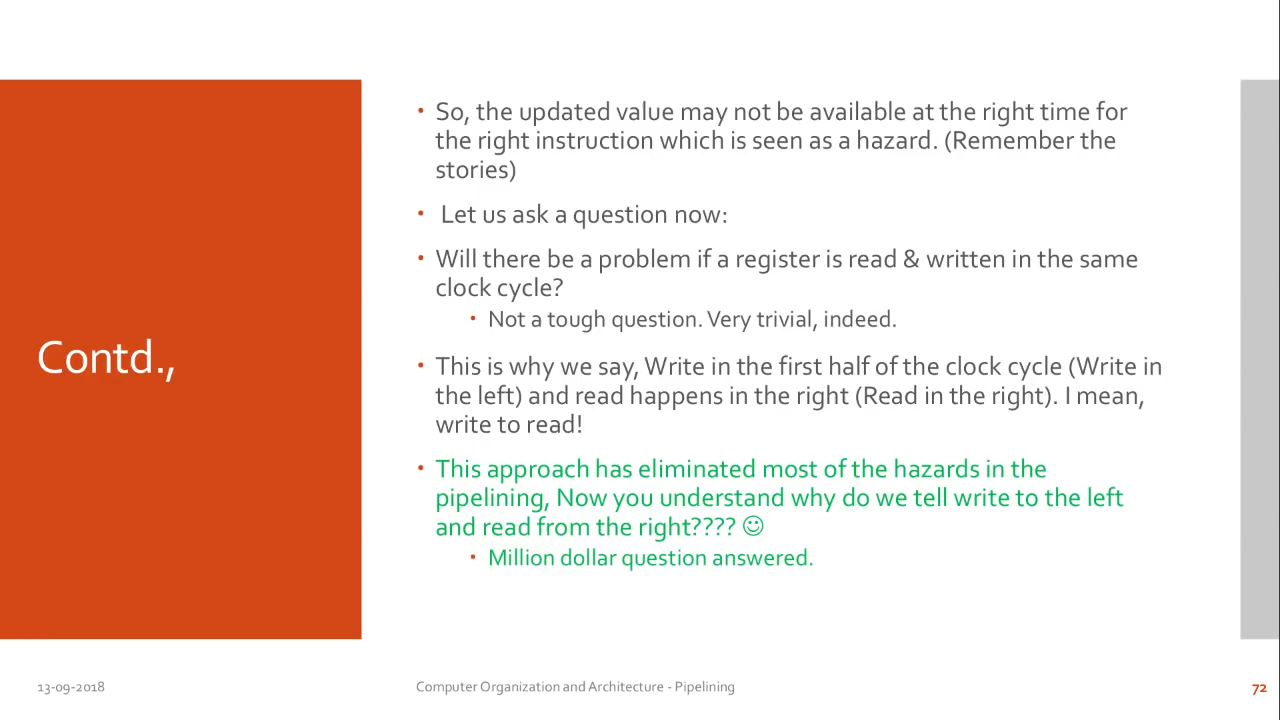 Contd.,
• So, the updated value may not be available at the right time for
the right instruction which is seen as a hazard. (Remember the
stories)
• Let us ask a question now:
• Will there be a problem if a register is read & written in the same
clock cycle?
• Not a tough question. Very trivial, indeed.
• This is why we say, Write in the first half of the clock cycle (Write in
the left) and read happens in the right (Read in the right). I mean,
write to read!
• This approach has eliminated most of the hazards in the
pipelining, Now you understand why do we tell write to the left
and read from the right???? ☺
• Million dollar question answered.
13-09-2018
Computer Organization and Architecture - Pipelining
72